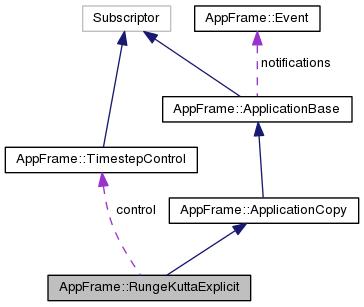 Subscriptor
AppFrame::Event
notifications
AppFrame::ApplicationBase
AppFrame::TimestepControl
control
AppFrame::ApplicationCopy
AppFrame::RungeKuttaExplicit